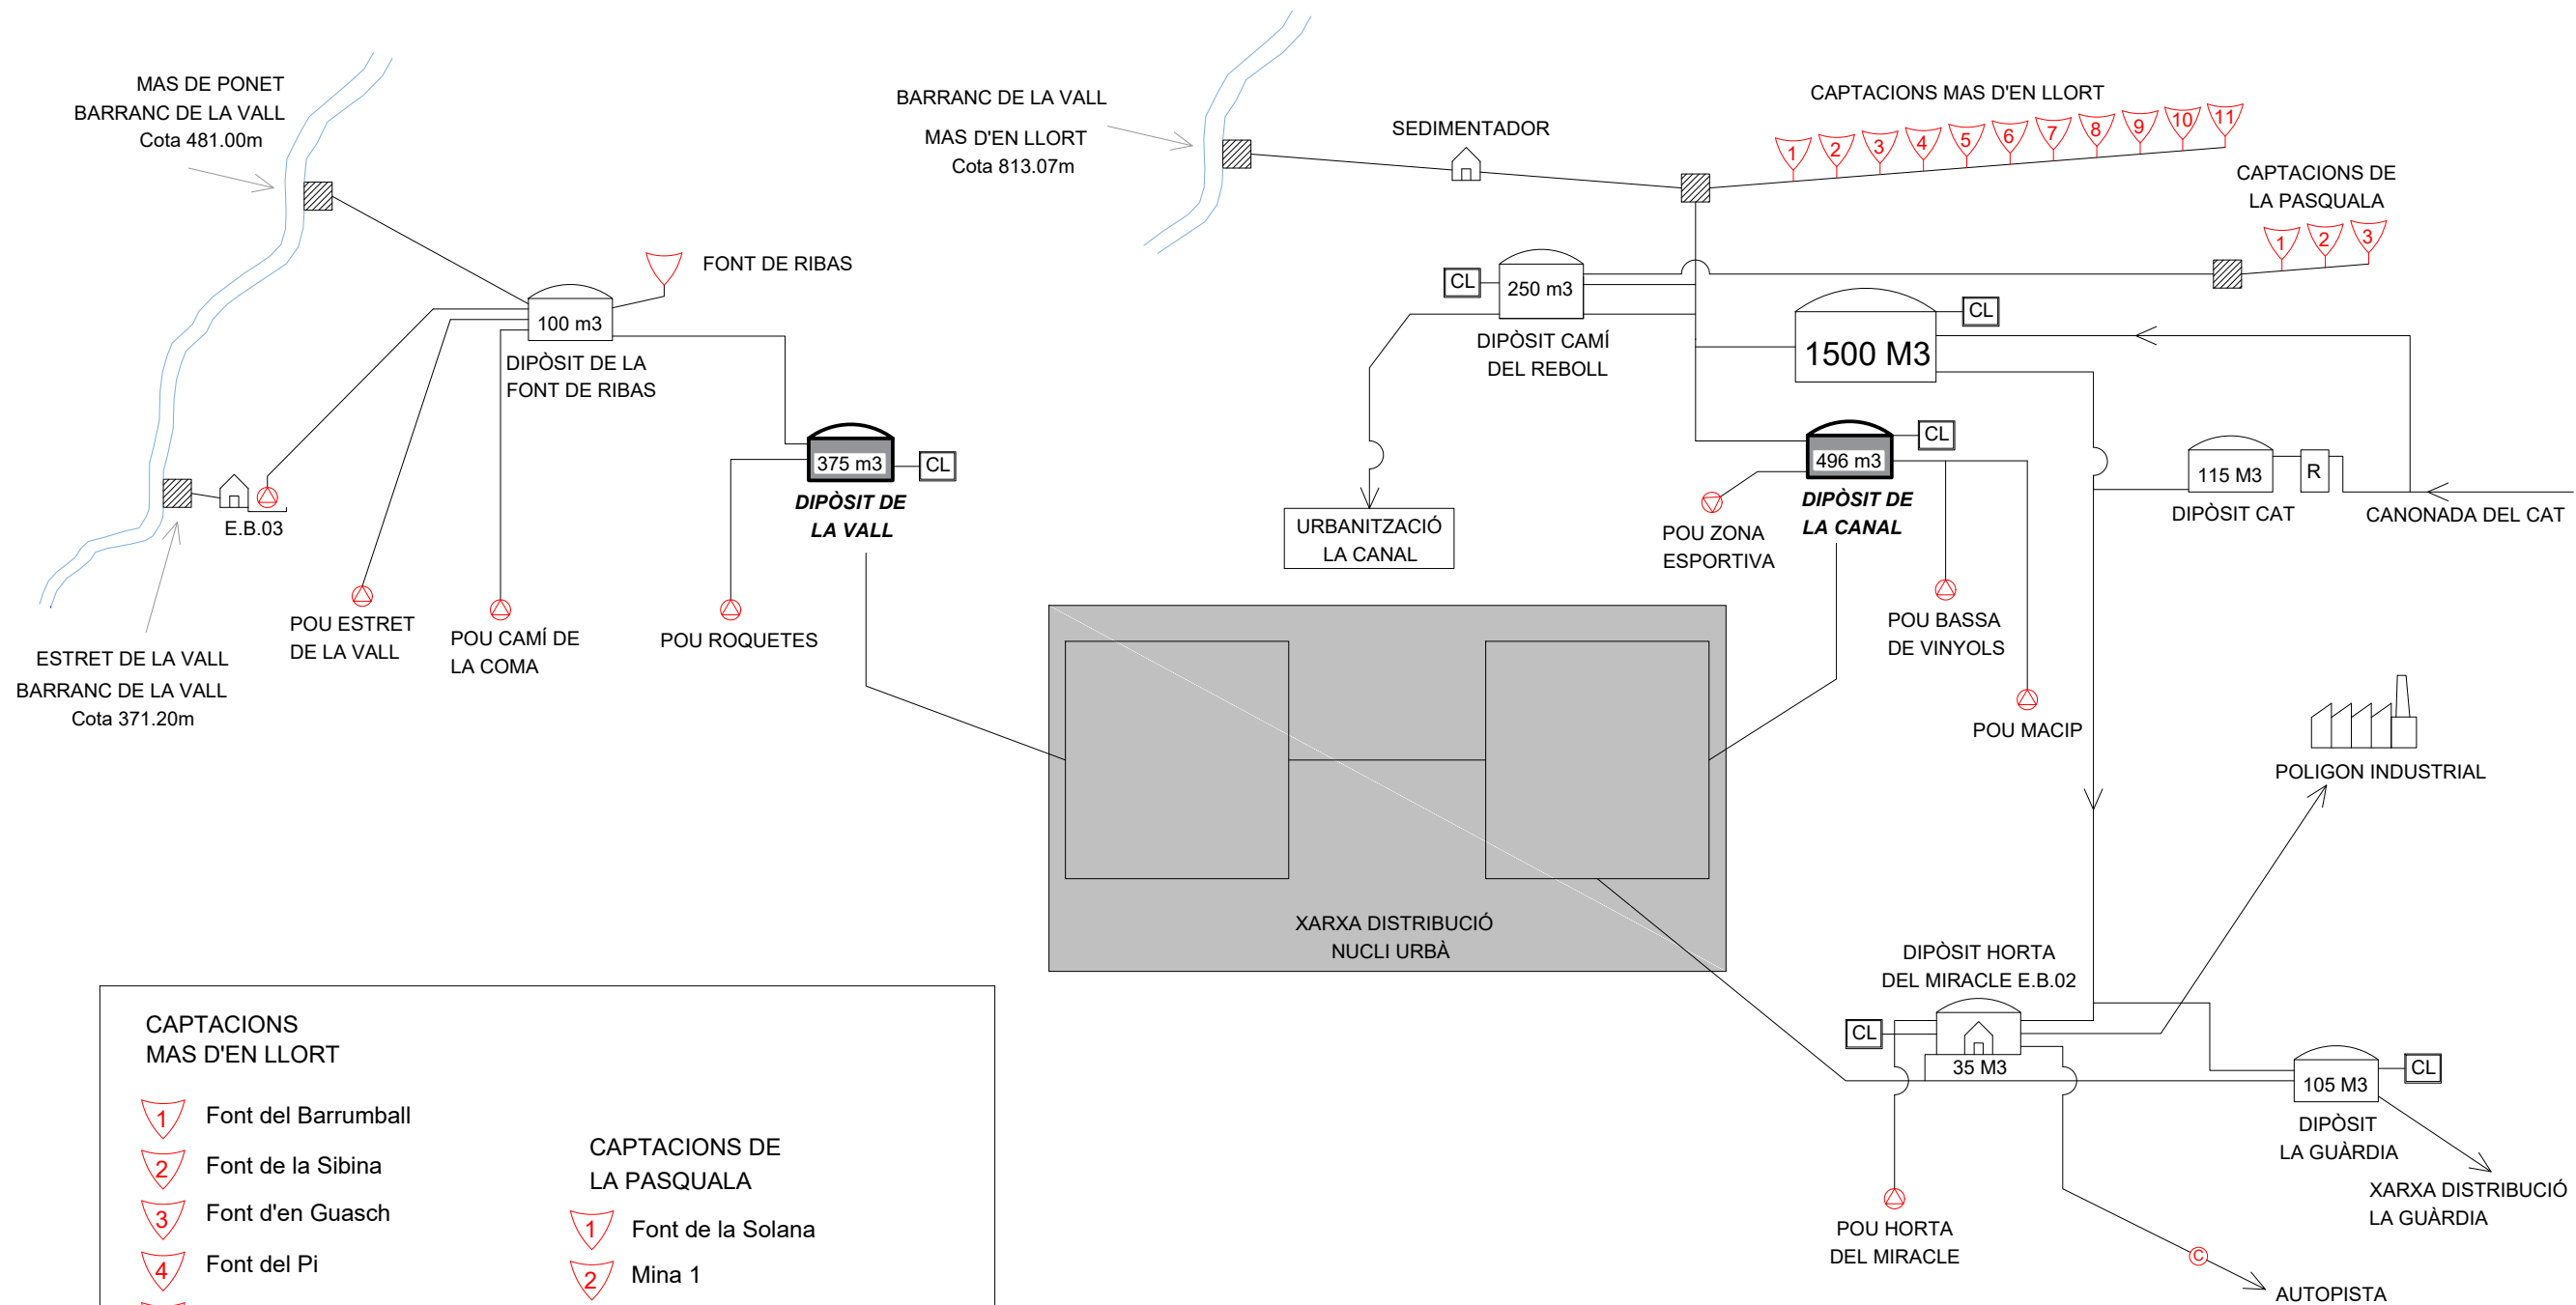 MAS DE PONET
BARRANC DE LA VALL
Cota 481.00m
BARRANC DE LA VALL
MAS D'EN LLORT
Cota 813.07m
SEDIMENTADOR
CAPTACIONS MAS D'EN LLORT
1
2
3
4
5
6
7
8
9
10
11
CAPTACIONS DE
LA PASQUALA
1
2
3
FONT DE RIBAS
100 m3
DIPÒSIT DE LA
FONT DE RIBAS
CL
250 m3
DIPÒSIT CAMÍ
DEL REBOLL
1500 M3
CL
375 m3
CL
DIPÒSIT DE
LA VALL
496 m3
CL
DIPÒSIT DE
LA CANAL
115 M3
R
DIPÒSIT CAT
CANONADA DEL CAT
E.B.03
URBANITZACIÓ
LA CANAL
POU ZONA
ESPORTIVA
POU ESTRET
DE LA VALL
POU CAMÍ DE
LA COMA
POU ROQUETES
POU BASSA
DE VINYOLS
POU MACIP
ESTRET DE LA VALL
BARRANC DE LA VALL
Cota 371.20m
POLIGON INDUSTRIAL
XARXA DISTRIBUCIÓ
NUCLI URBÀ
DIPÒSIT HORTA
DEL MIRACLE E.B.02
CL
35 M3
105 M3
CL
DIPÒSIT
LA GUÀRDIA
XARXA DISTRIBUCIÓ
LA GUÀRDIA
POU HORTA
DEL MIRACLE
C
AUTOPISTA
CAPTACIONS
MAS D'EN LLORT
1 Font del Barrumball
2 Font de la Sibina
3 Font d'en Guasch
4 Font del Pi
CAPTACIONS DE
LA PASQUALA
1 Font de la Solana
2 Mina 1